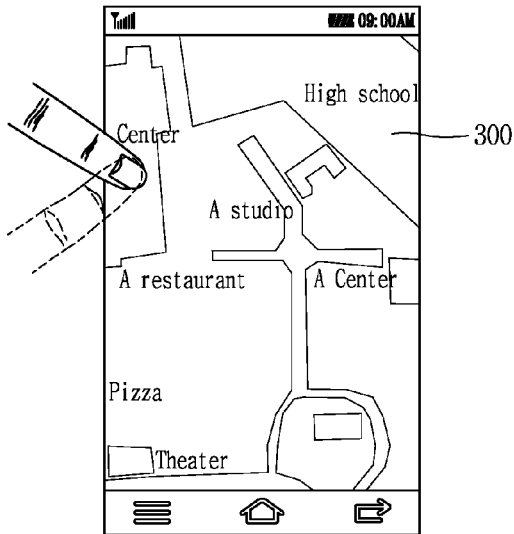 09:00AM
High school
Center
300
A studio
A restaurant
A Center
Pizza
Theater